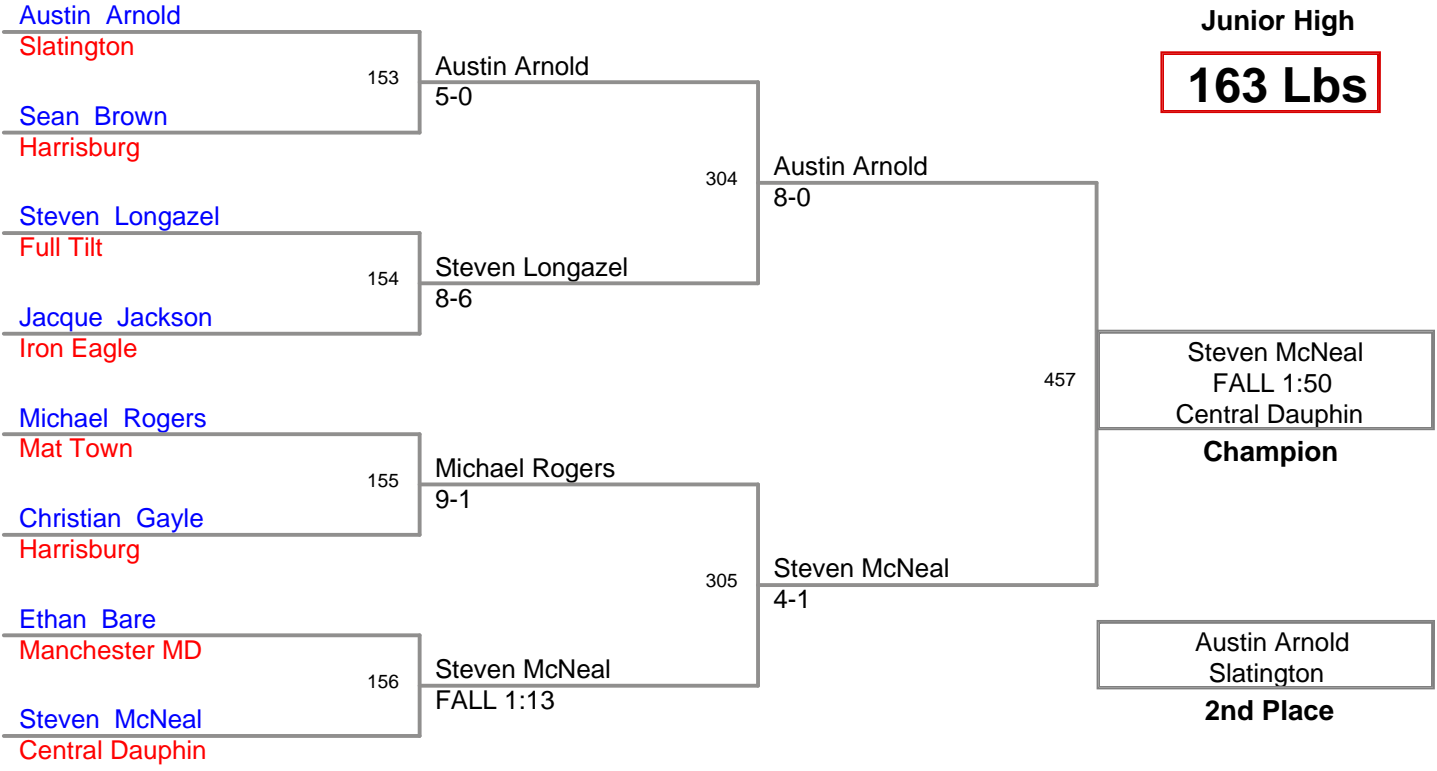 Austin Arnold
Slatington
Sean Brown
Harrisburg
Steven Longazel
Full Tilt
Jacque Jackson
Iron Eagle
Michael Rogers
Mat Town
Christian Gayle
Harrisburg
Ethan Bare
Manchester MD
Steven McNeal
Central Dauphin
153
154
155
156
Austin Arnold
5-0
Steven Longazel
8-6
Michael Rogers
9-1
Steven McNeal
FALL 1:13
304
305
Austin Arnold
8-0
Steven McNeal
4-1
457
Junior High
163 Lbs
Steven McNeal
FALL 1:50
Central Dauphin
Champion
Austin Arnold
Slatington
2nd Place